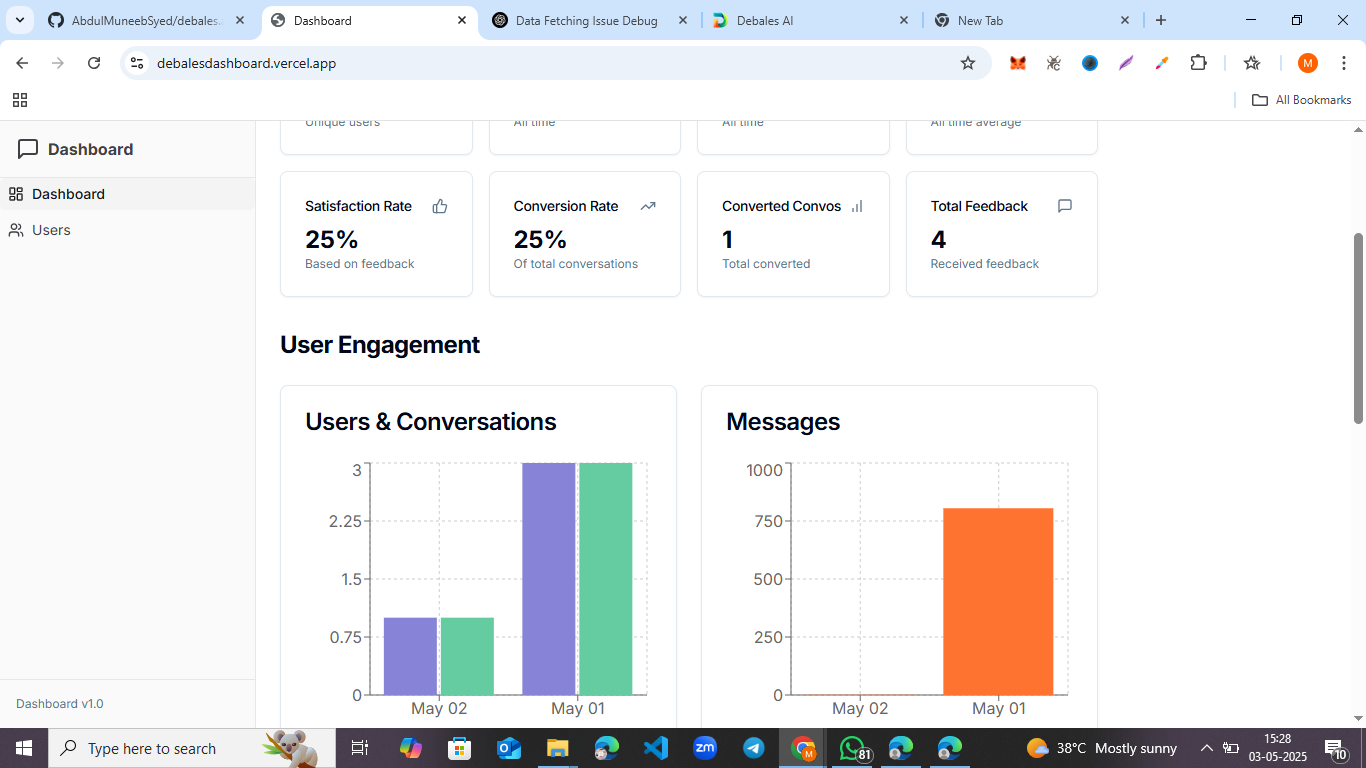 AbdulMuneebSyed/debales.
Dashboard
Data Fetching Issue Debug
Debales AI
New Tab
debalesdashboard.vercel.app
M
All Bookmarks
Dashboard
Dashboard
Users
Dashboard v1.0
Unique users
All time
All time
All time average
Satisfaction Rate
25%
Based on feedback
Conversion Rate
25%
Of total conversations
Converted Convos
1
Total converted
Total Feedback
4
Received feedback
User Engagement
Users & Conversations
3
2.25
1.5
0.75
0
May 02 May 01
Messages
1000
750
500
250
0
May 02 May 01
Type here to search
zm
M
81
38°C Mostly sunny
15:28
03-05-2025
10